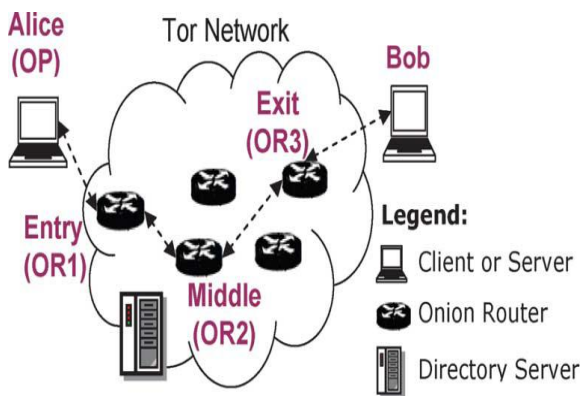 Alice
(OP)
Tor Network
Bob
Exit
(OR3)
Entry
(OR1)
Middle
(OR2)
Legend:
Client or Server
Onion Router
Directory Server